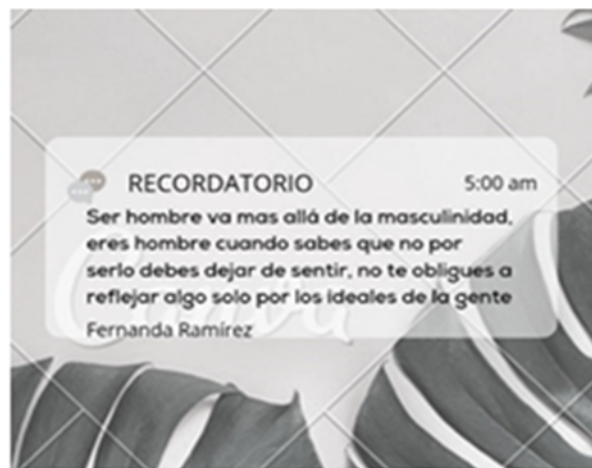 RECORDATORIO 5:00 am
Ser hombre va mas allá de la masculinidad,
eres hombre cuando sabes que no por
serlo debes dejar de sentir, no te obligues a
reflejar algo solo por los ideales de la gente
Fernanda Ramírez
Canva